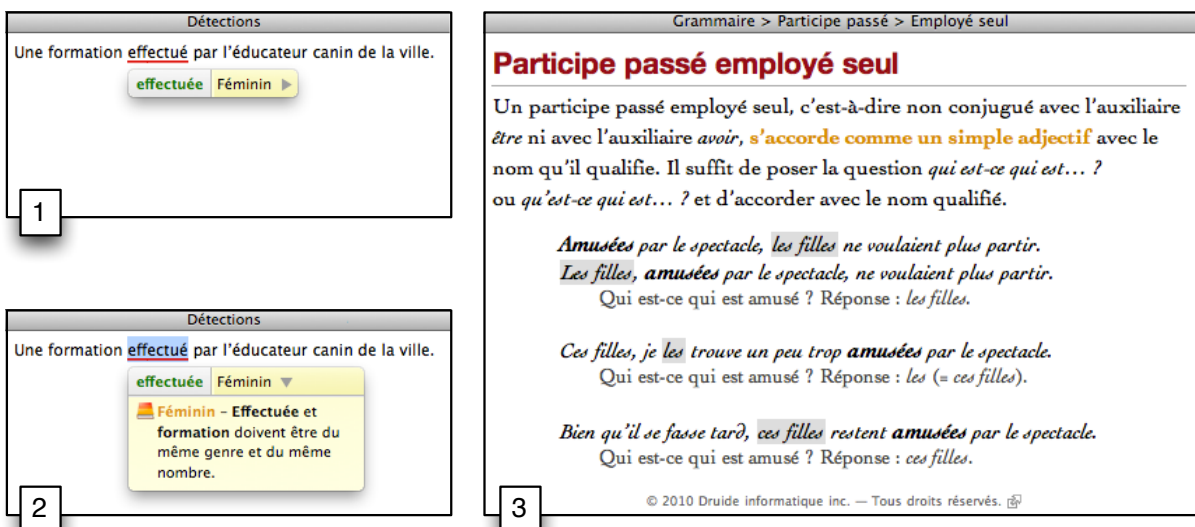 Détections
Une formation effectué par l'éducateur canin de la ville.
effectuée Féminin
1
Détections
Une formation effectué par l'éducateur canin de la ville.
effectuée Féminin
Féminin – Effectuée et
formation doivent être du
même genre et du même
nombre.
2
Grammaire > Participe passé > Employé seul
Participe passé employé seul
Un participe passé employé seul, c'est-à-dire non conjugué avec l'auxiliaire
être ni avec l'auxiliaire avoir, s'accorde comme un simple adjectif avec le
nom qu'il qualifie. Il suffit de poser la question qui est-ce qui est… ?
ou qu'est-ce qui est… ? et d'accorder avec le nom qualifié.
Amusées par le spectacle, les filles ne voulaient plus partir.
Les filles, amusées par le spectacle, ne voulaient plus partir.
Qui est-ce qui est amusé ? Réponse : les filles.
Ces filles, je les trouve un peu trop amusées par le spectacle.
Qui est-ce qui est amusé ? Réponse : les (= ces filles).
Bien qu'il se fasse tard, ces filles restent amusées par le spectacle.
Qui est-ce qui est amusé ? Réponse : ces filles.
© 2010 Druide informatique inc. — Tous droits réservés.
3